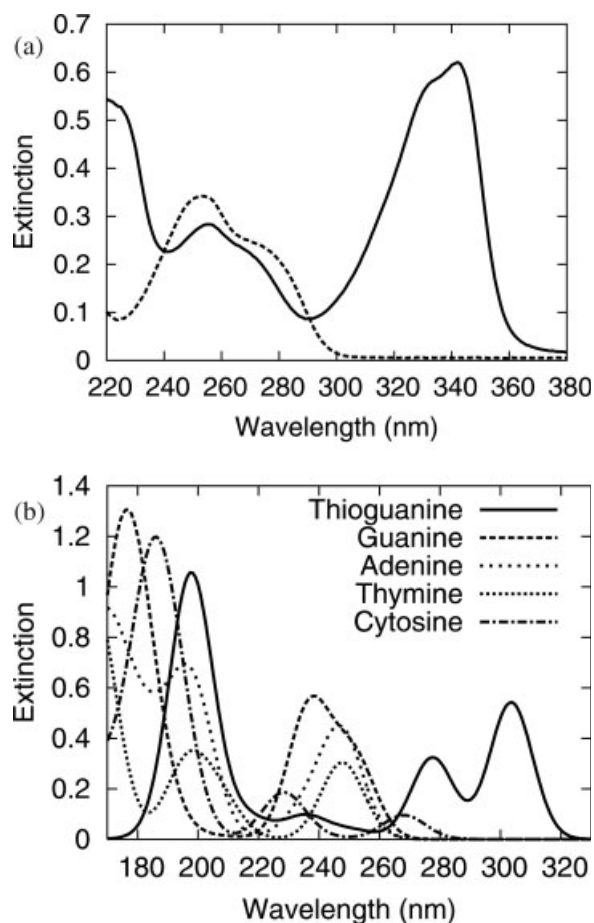 (a)
0.7
0.6
0.5
0.4
0.3
0.2
0.1
0
Extinction
220 240 260 280 300 320 340 360 380
Wavelength (nm)
(b)
1.4
1.2
1
0.8
0.6
0.4
0.2
0
Extinction
Thioguanine
Guanine
Adenine
Thymine
Cytosine
180 200 220 240 260 280 300 320
Wavelength (nm)